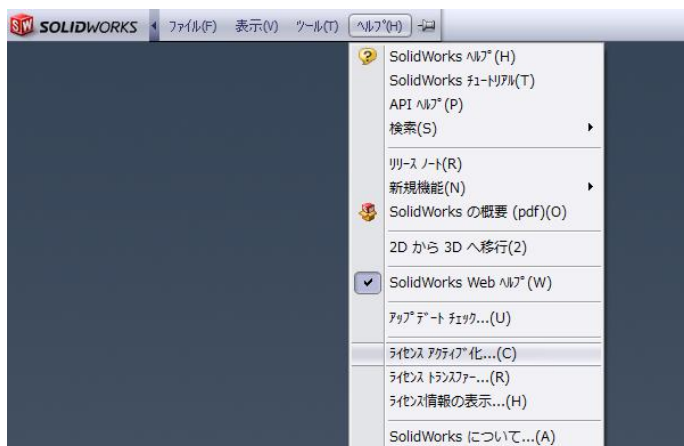 SOLIDWORKS ﾌｧｲﾙ(F) 表示(V) ﾂｰﾙ(T) ﾍﾙﾌﾟ(H)
SolidWorks ﾍﾙﾌﾟ(H)
SolidWorks ﾁｭｰﾄﾘｱﾙ(T)
API ﾍﾙﾌﾟ(P)
検索(S)
ﾘﾘｰｽ ﾉｰﾄ(R)
新規機能(N)
SolidWorks の概要 (pdf)(O)
2D から 3D へ移行(2)
SolidWorks Web ﾍﾙﾌﾟ(W)
ｱｯﾌﾟﾃﾞｰﾄ ﾁｪｯｸ...(U)
ﾗｲｾﾝｽ ｱｸﾃｨﾌﾞ化...(C)
ﾗｲｾﾝｽ ﾄﾗﾝｽﾌｧｰ...(R)
ﾗｲｾﾝｽ情報の表示...(H)
SolidWorks について...(A)